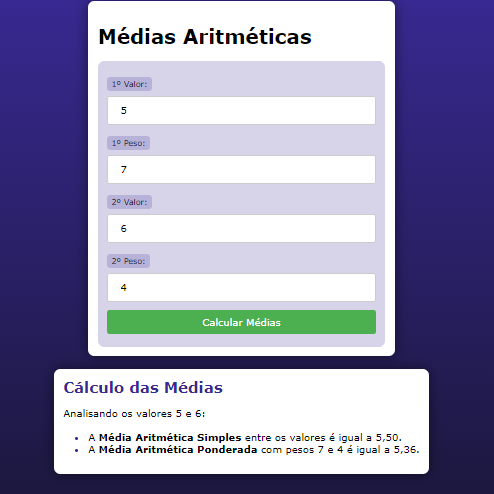 Médias Aritméticas
1º Valor:
5
1º Peso:
7
2º Valor:
6
2º Peso:
4
Calcular Médias
Cálculo das Médias
Analisando os valores 5 e 6:
• A Média Aritmética Simples entre os valores é igual a 5,50.
• A Média Aritmética Ponderada com pesos 7 e 4 é igual a 5,36.